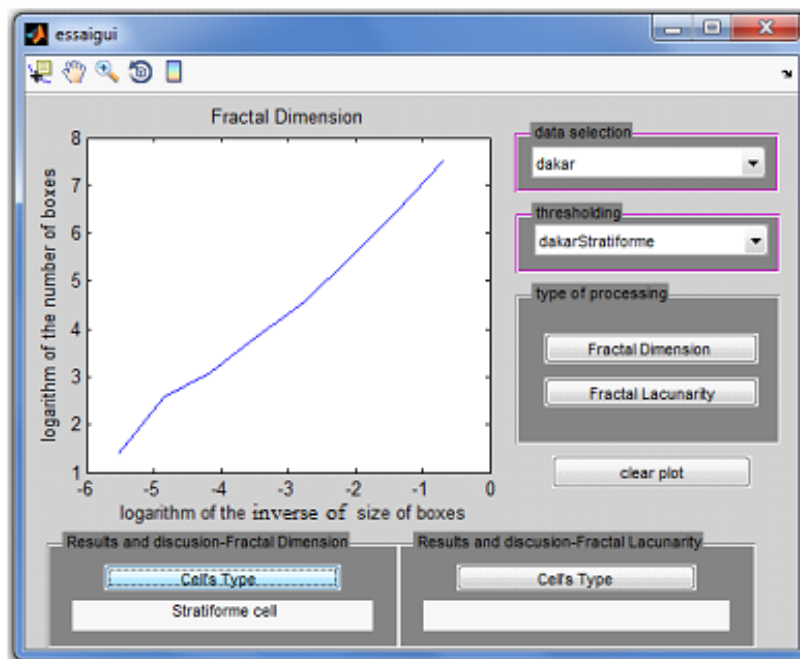 essaigui
Fractal Dimension
8
7
6
5
4
3
2
1
logarithm of the number of boxes
-6 -5 -4 -3 -2 -1 0
logarithm of the inverse of size of boxes
data selection
dakar
thresholding
dakarStratiforme
type of processing
Fractal Dimension
Fractal Lacunarity
clear plot
Results and discusion-Fractal Dimension
Cell's Type
Stratiforme cell
Results and discusion-Fractal Lacunarity
Cell's Type